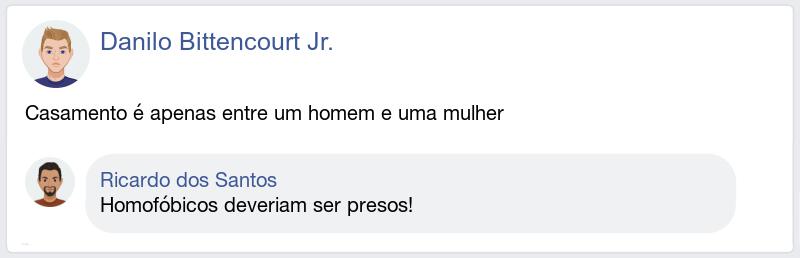 Danilo Bittencourt Jr.
Casamento é apenas entre um homem e uma mulher
Ricardo dos Santos
Homofóbicos deveriam ser presos!